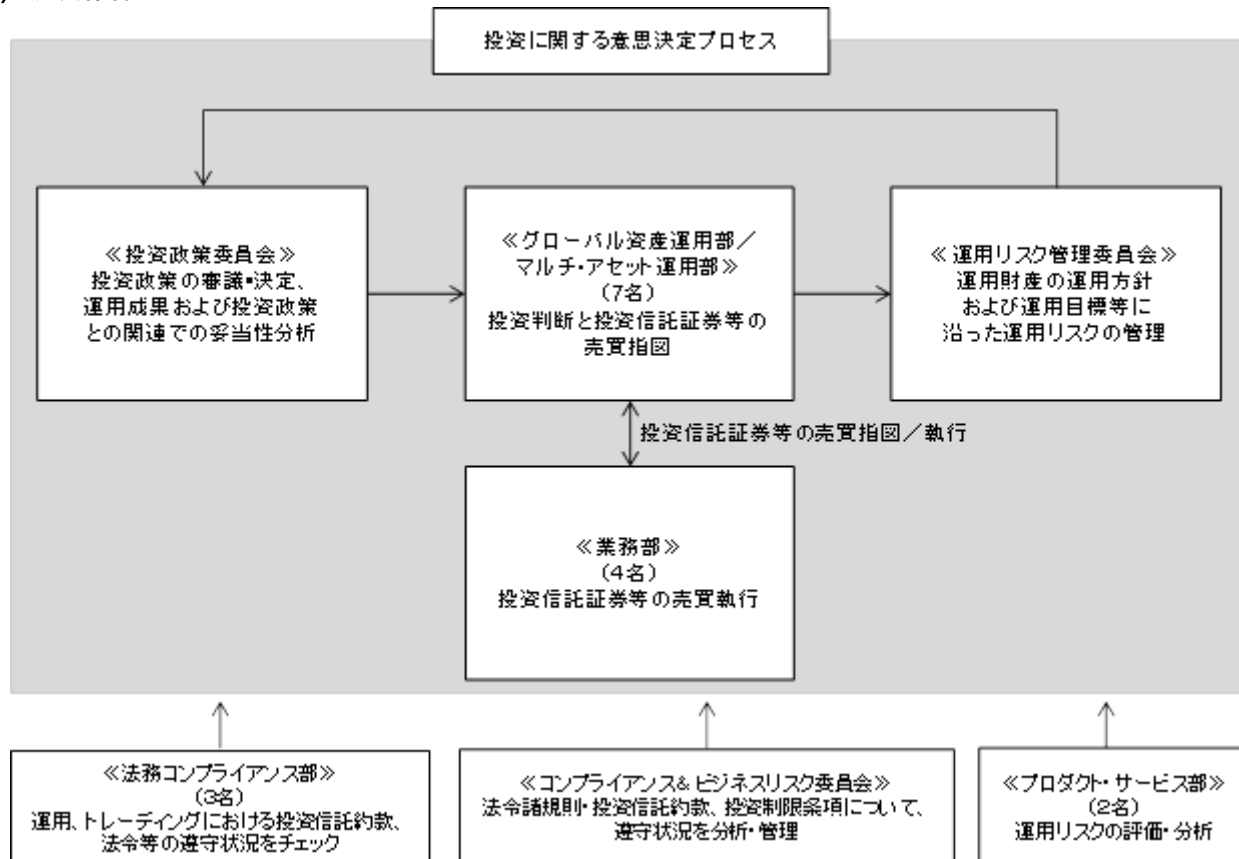 投資に関する意思決定プロセス
≪投資政策委員会≫
投資政策の審議・決定、
運用成果および投資政策
との関連での妥当性分析
≪グローバル資産運用部／
マルチ・アセット運用部≫
(7名)
投資判断と投資信託証券等の
売買指図
≪運用リスク管理委員会≫
運用財産の運用方針
および運用目標等に
沿った運用リスクの管理
投資信託証券等の売買指図／執行
≪業務部≫
(4名)
投資信託証券等の売買執行
≪法務コンプライアンス部≫
(3名)
運用、トレーディングにおける投資信託約款、
法令等の遵守状況をチェック
≪コンプライアンス&ビジネスリスク委員会≫
法令諸規則・投資信託約款、投資制限条項について、
遵守状況を分析・管理
≪プロダクト・サービス部≫
(2名)
運用リスクの評価・分析